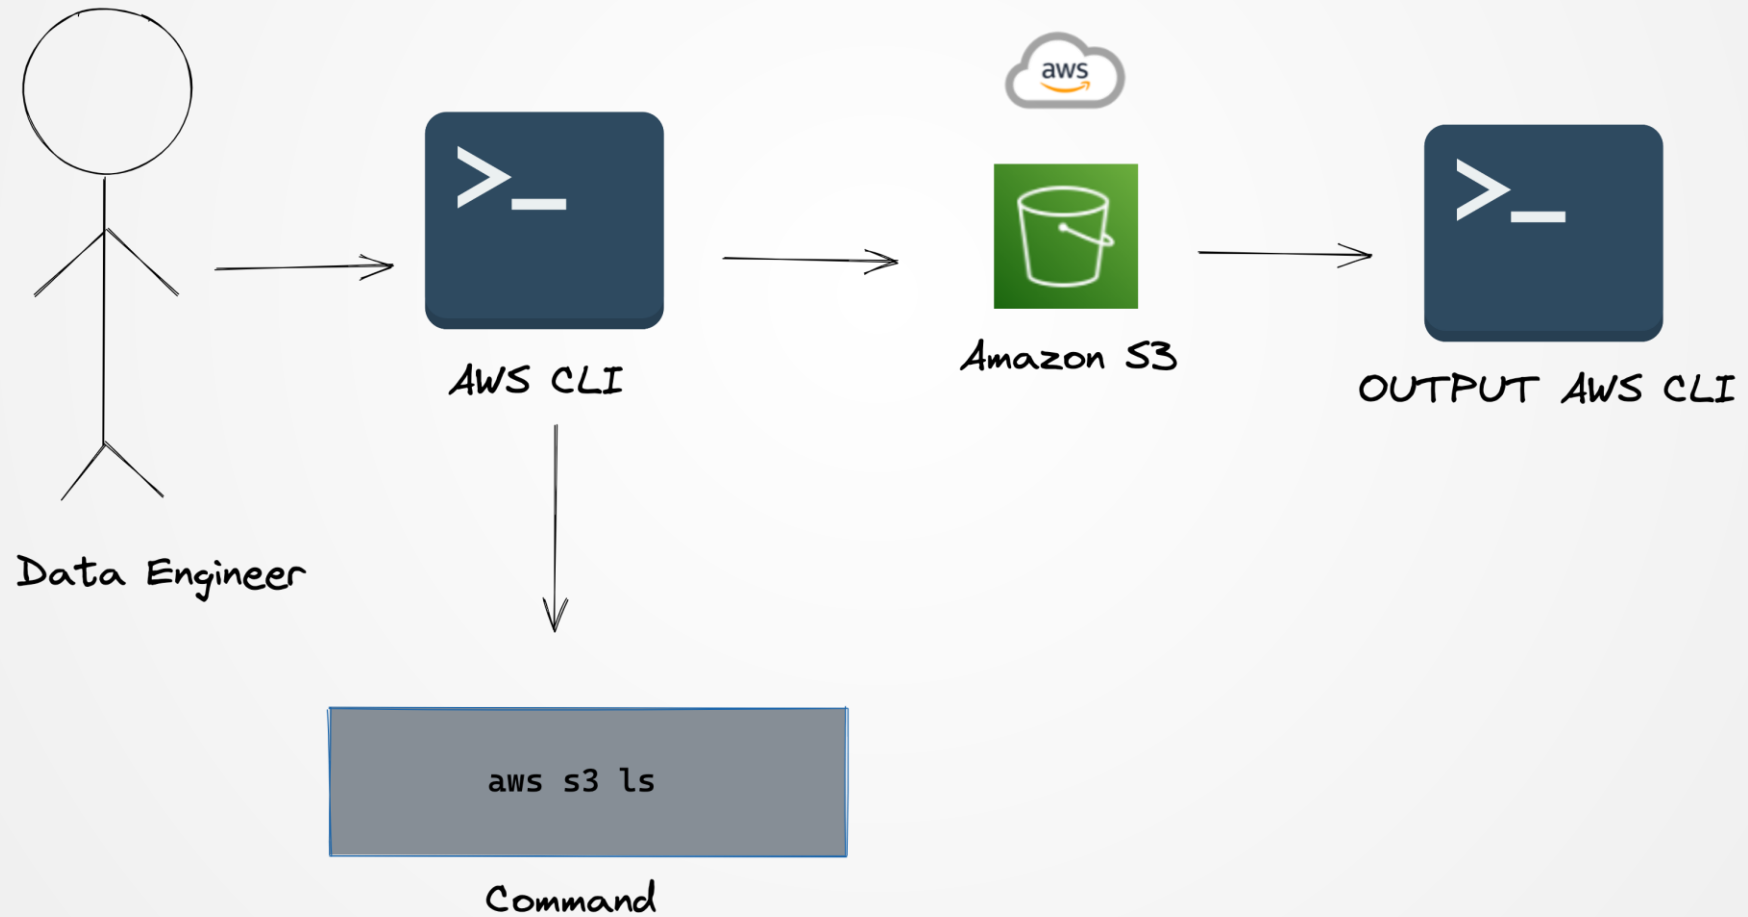 aws
>_
>_
Amazon S3
AWS CLI
OUTPUT AWS CLI
Data Engineer
aws s3 ls
Command